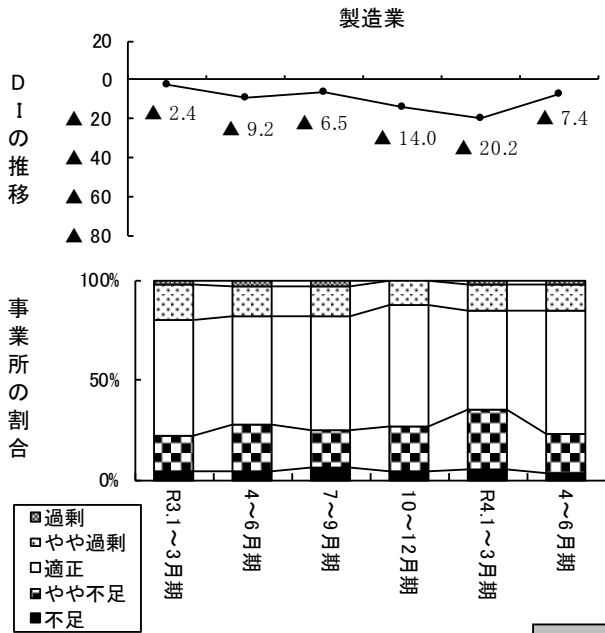 製造業
DIの推移
20
0
▲ 20
▲ 40
▲ 60
▲ 80
▲ 2.4
▲ 9.2
▲ 6.5
▲ 14.0
▲ 20.2
▲ 7.4
事業所の割合
100%
50%
0%
R3.1～3月期
4～6月期
7～9月期
10～12月期
R4.1～3月期
4～6月期
過剰
やや過剰
適正
やや不足
不足